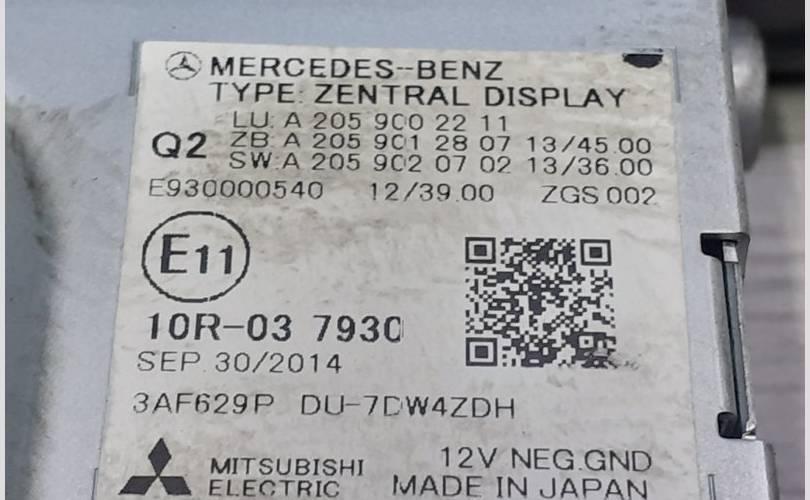 MERCEDES-BENZ
TYPE: ZENTRAL DISPLAY
LU: A 205 900 22 11
Q2 ZB: A 205 901 28 07 13/45.00
SW: A 205 902 07 02 13/36.00
E930000540 12/39.00 ZGS 002
E11
10R-03 7930
SEP. 30/2014
3AF629P DU-7DW4ZDH
MITSUBISHI 12V NEG.GND
ELECTRIC MADE IN JAPAN